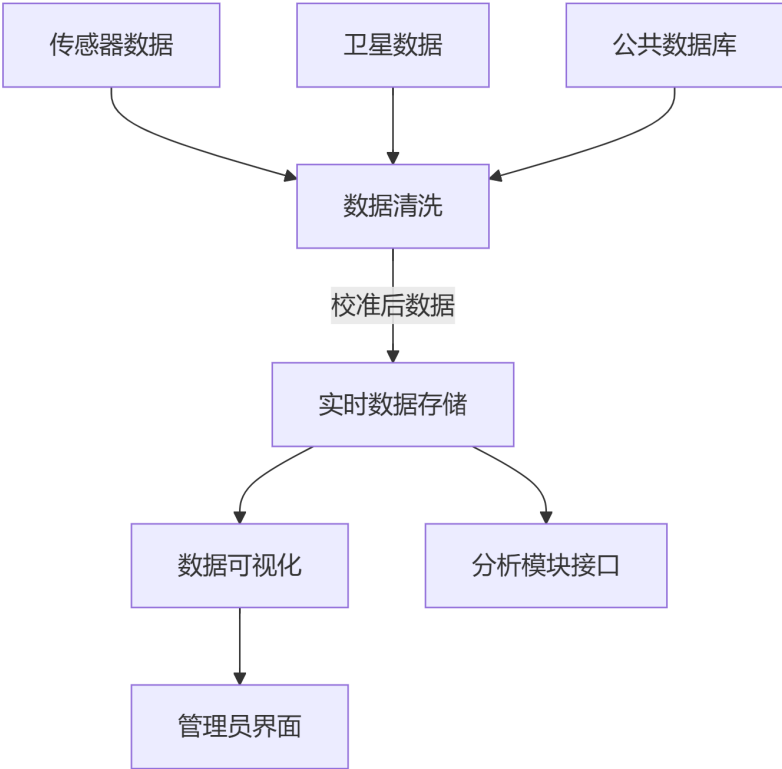 传感器数据
卫星数据
公共数据库
数据清洗
校准后数据
实时数据存储
数据可视化
分析模块接口
管理员界面